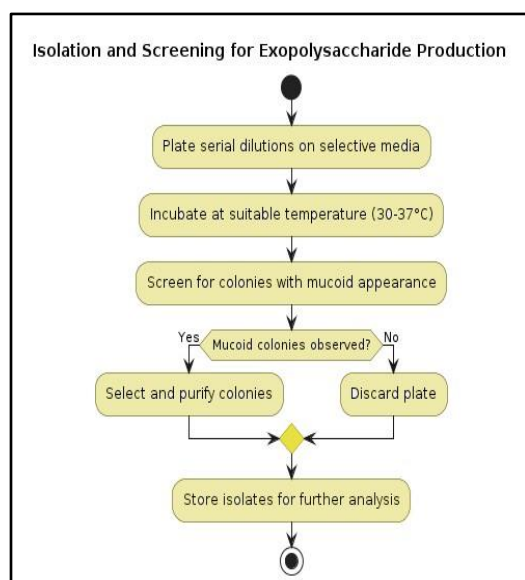 Isolation and Screening for Exopolysaccharide Production
Plate serial dilutions on selective media
Incubate at suitable temperature (30-37°C)
Screen for colonies with mucoid appearance
Yes
Mucoid colonies observed?
No
Select and purify colonies
Discard plate
Store isolates for further analysis